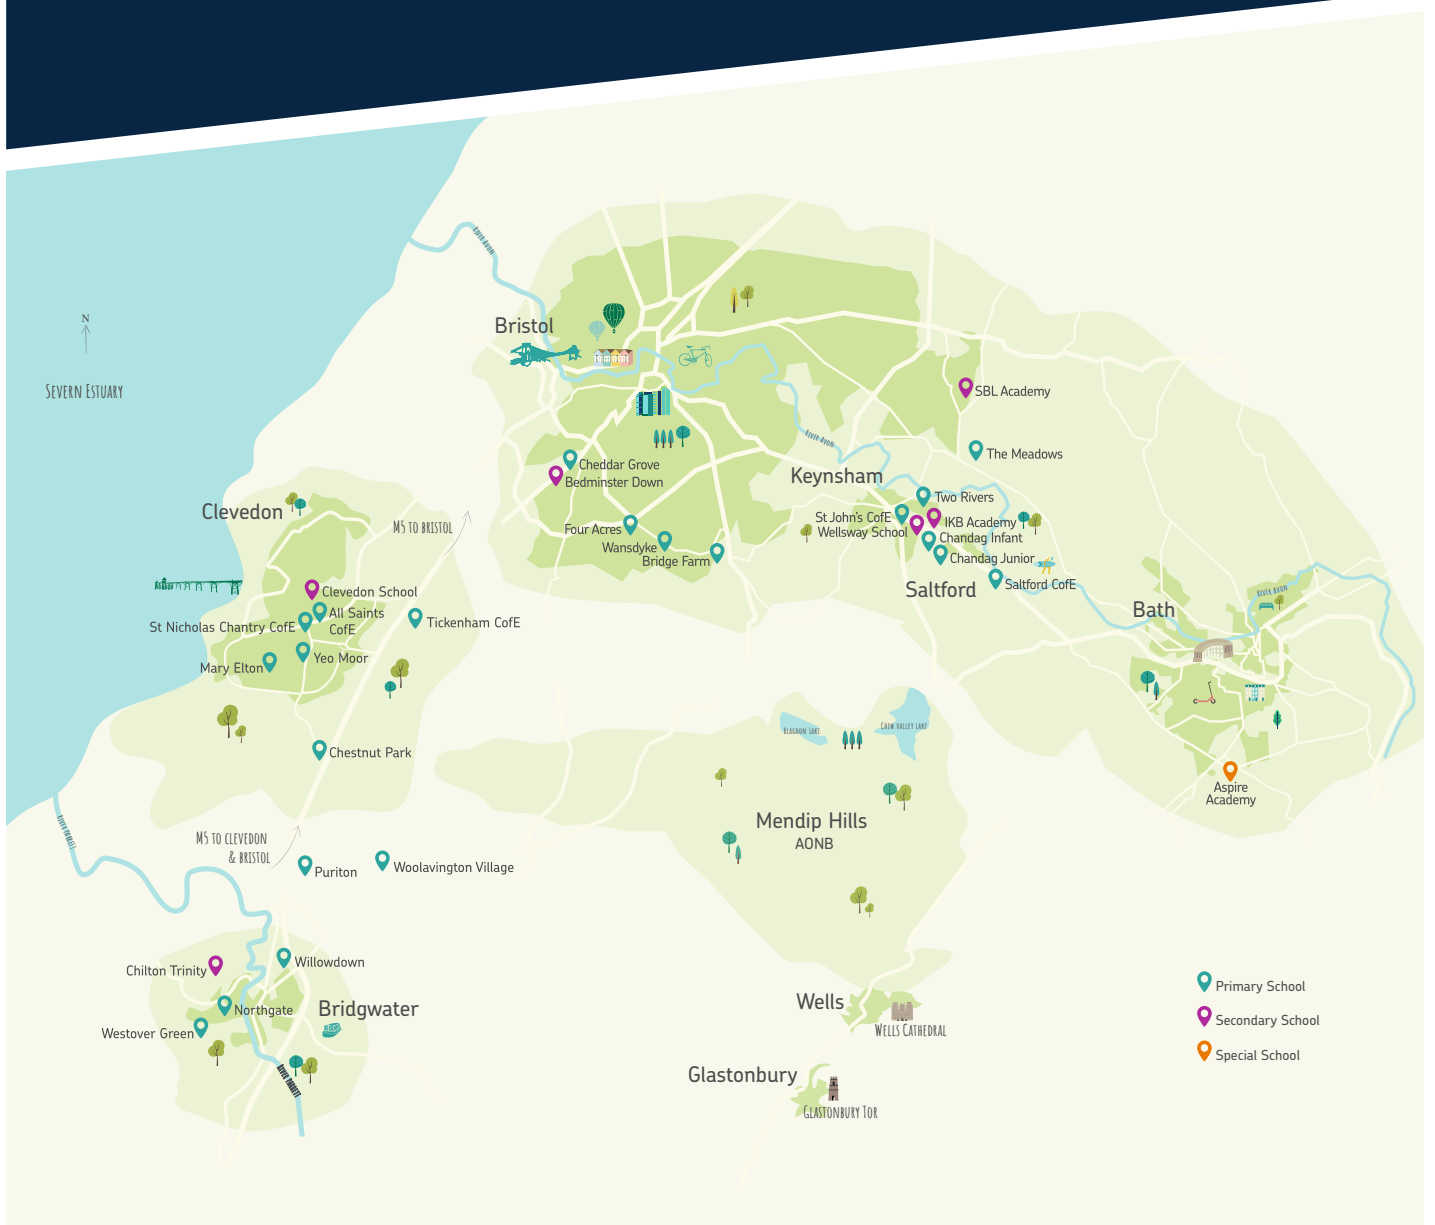 River Avon
N
Severn Estuary
Bristol
SBL Academy
River Avon
The Meadows
Cheddar Grove
Bedminster Down
Keynsham
Two Rivers
Clevedon
M5 to Bristol
St John's CofE
IKB Academy
Four Acres
Wellsway School
Chandag Infant
Wansdyke
Bridge Farm
Chandag Junior
Saltford CofE
Saltford
Clevedon School
All Saints
CofE
St Nicholas Chantry CofE
Tickenham CofE
Bath
River Avon
Yeo Moor
Mary Elton
Blagdon Lake
Chew Valley Lake
Chestnut Park
Aspire
Academy
Mendip Hills
AONB
M5 to Clevedon
& Bristol
Puriton
Woolavington Village
Chilton Trinity
Willowdown
Northgate
Bridgwater
Westover Green
River Parrett
Wells
Wells Cathedral
Glastonbury
Glastonbury Tor
Primary School
Secondary School
Special School